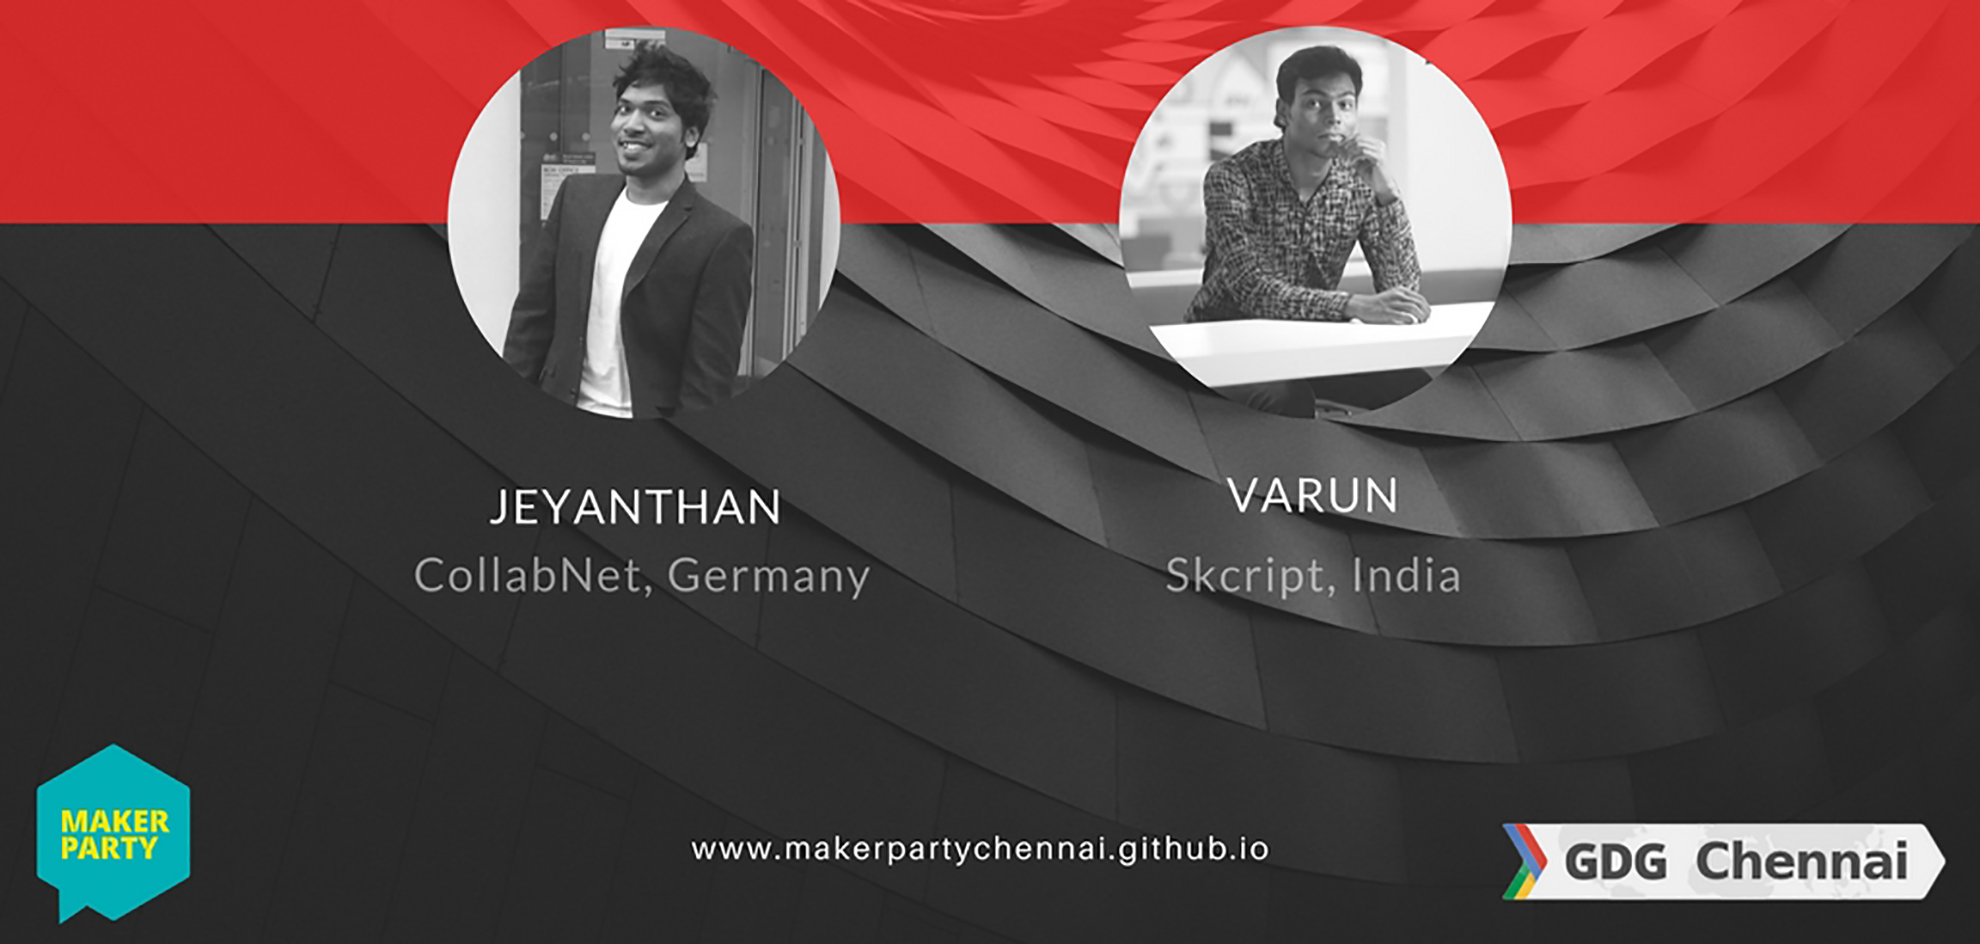 JEYANTHAN
CollabNet, Germany
VARUN
Skcript, India
MAKER
PARTY
www.makerpartychennai.github.io
GDG Chennai